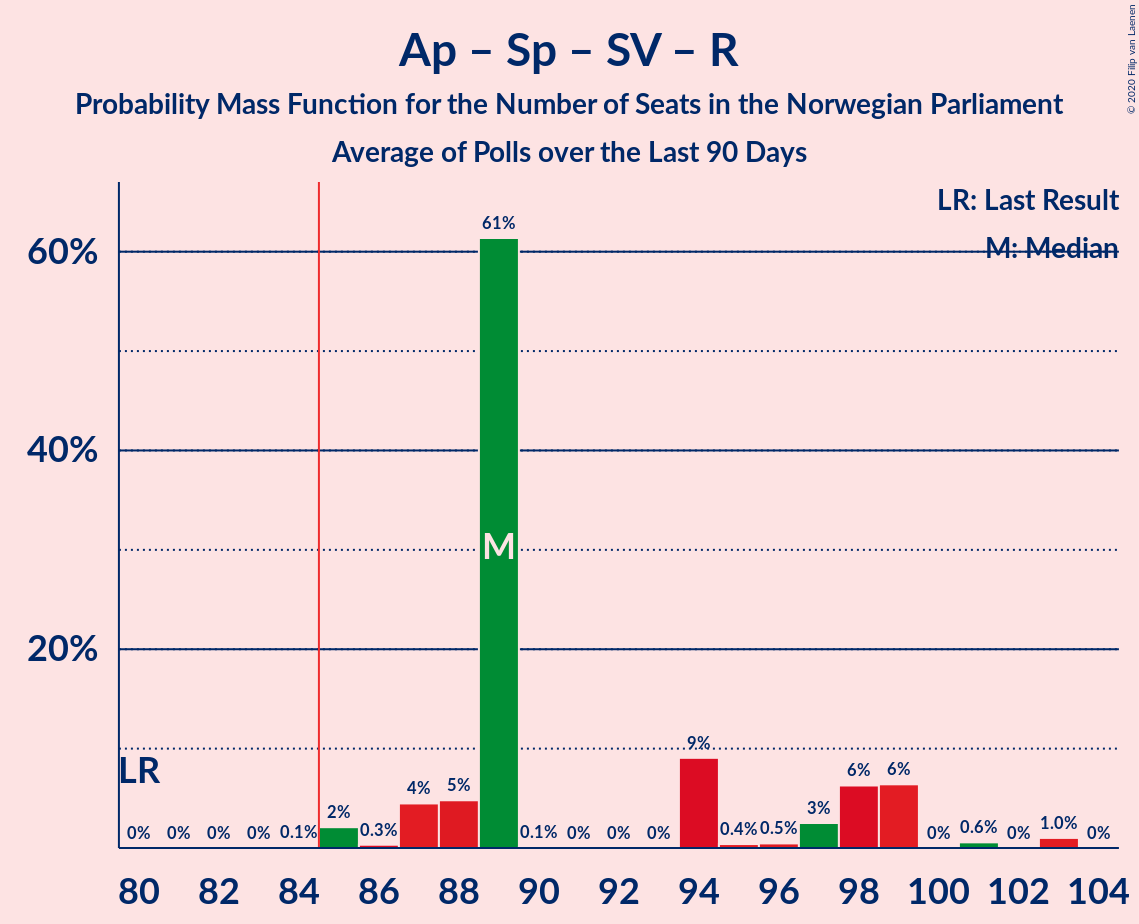 Ap – Sp – SV – R
Probability Mass Function for the Number of Seats in the Norwegian Parliament
Average of Polls over the Last 90 Days
© 2020 Filip van Laenen
LR: Last Result
M: Median
60%
40%
20%
LR
M
0% 0% 0% 0% 0.1% 2% 0.3% 4% 5% 61% 0.1% 0% 0% 0% 9% 0.4% 0.5% 3% 6% 6% 0% 0.6% 0% 1.0% 0%
80 82 84 86 88 90 92 94 96 98 100 102 104